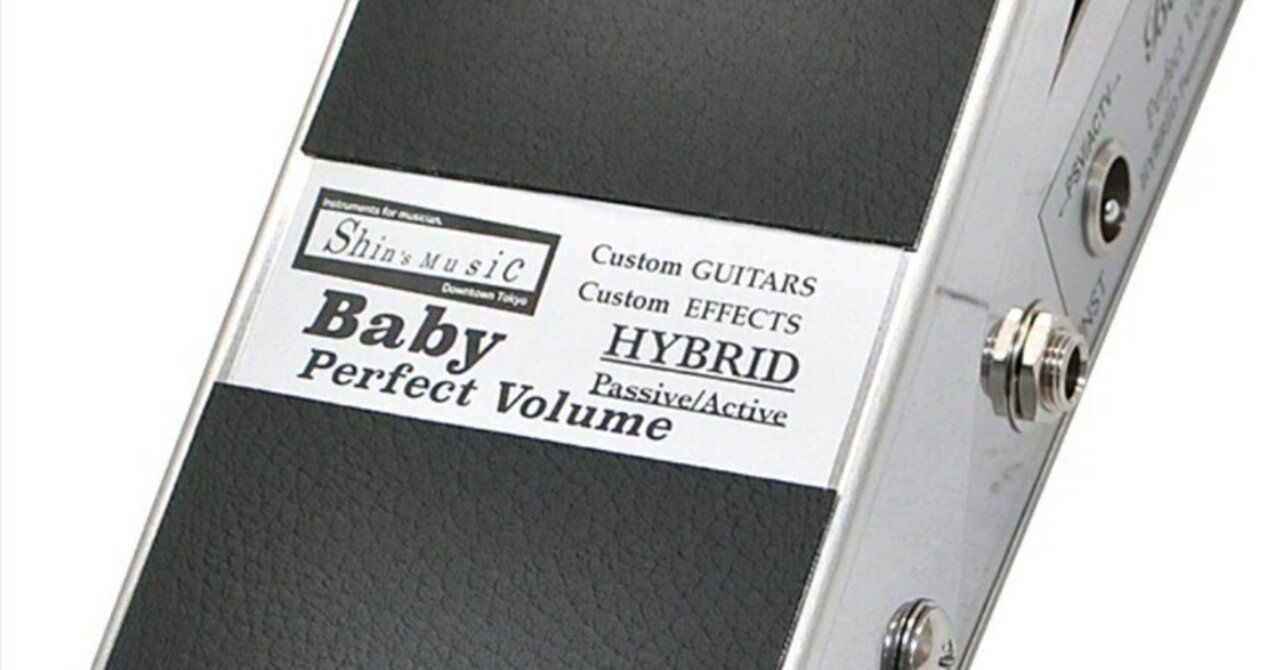 Instruments for musician.
Shin's Music
Downtown Tokyo
Baby
Perfect Volume
Custom GUITARS
Custom EFFECTS
HYBRID
Passive/Active
PSV/ACTV
INST